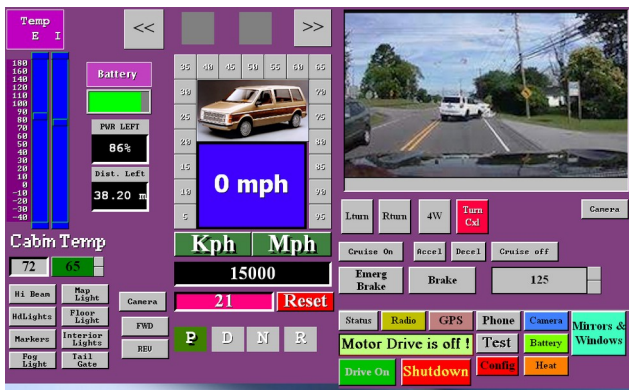 Temp
E I
<<
>>
180
160
140
120
110
100
90
80
70
60
50
40
30
20
10
0
-10
-20
-30
-40
Battery
PWR LEFT
86%
Dist. Left
38.20 m
35 40 45 50 55 60 65
30 70
25 75
20 80
15 85
10 90
5 95
0 mph
Kph Mph
15000
21 Reset
P D N R
Cabin Temp
72 65
Hi Beam
Map
Light
HdLights
Floor
Light
Markers
Interior
Lights
Fog
Light
Tail
Gate
Camera
FWD
REV
Lturn Rturn 4W
Turn
Cxl
Camera
Cruise On Accel Decel Cruise off
Emerg
Brake
Brake
125
Status Radio GPS Phone Camera
Mirrors &
Windows
Motor Drive is off ! Test Battery
Drive On Shutdown Config Heat